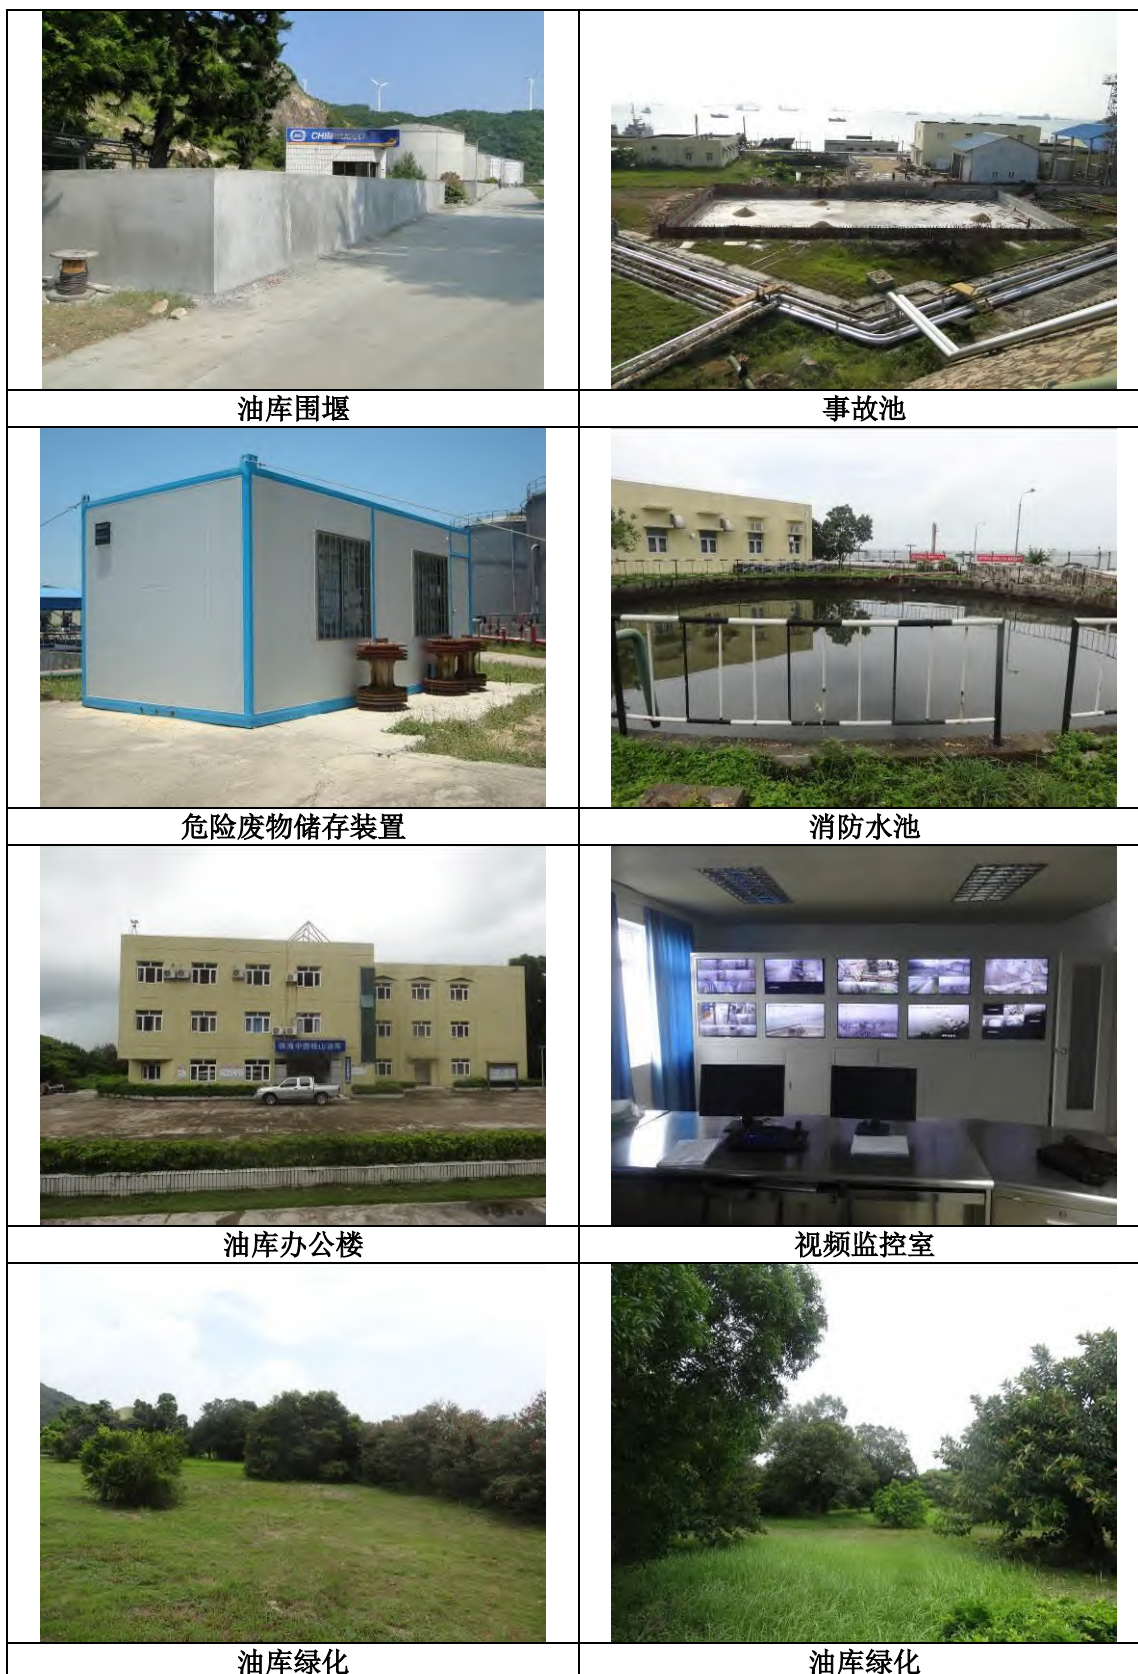 油库围堰
事故池
危险废物储存装置
消防水池
油库办公楼
视频监控室
油库绿化
油库绿化